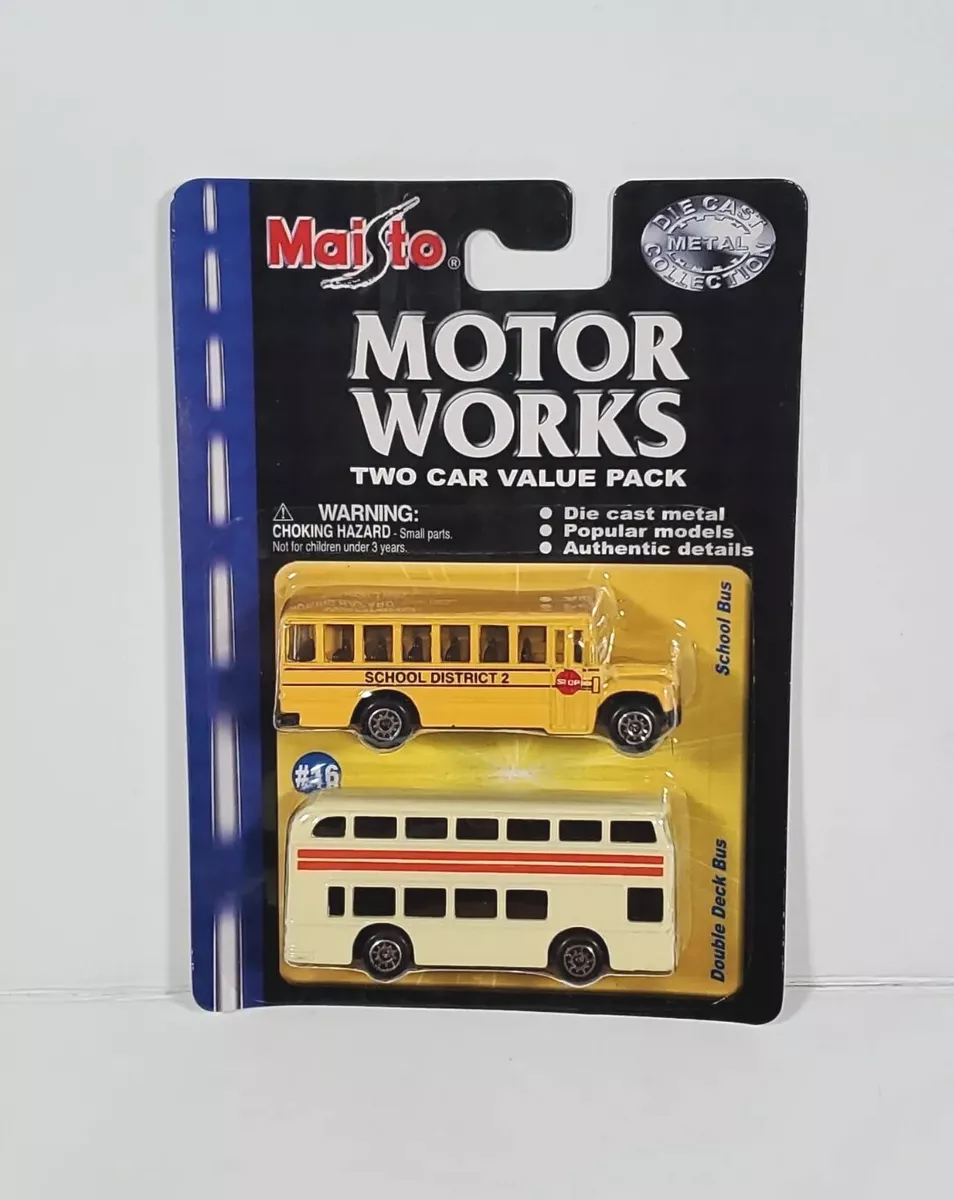 Maisto®
DIE CAST
METAL
COLLECTION
MOTOR
WORKS
TWO CAR VALUE PACK
WARNING:
CHOKING HAZARD - Small parts.
Not for children under 3 years.
● Die cast metal
● Popular models
● Authentic details
School Bus
SCHOOL DISTRICT 2
STOP
#16
Double Deck Bus